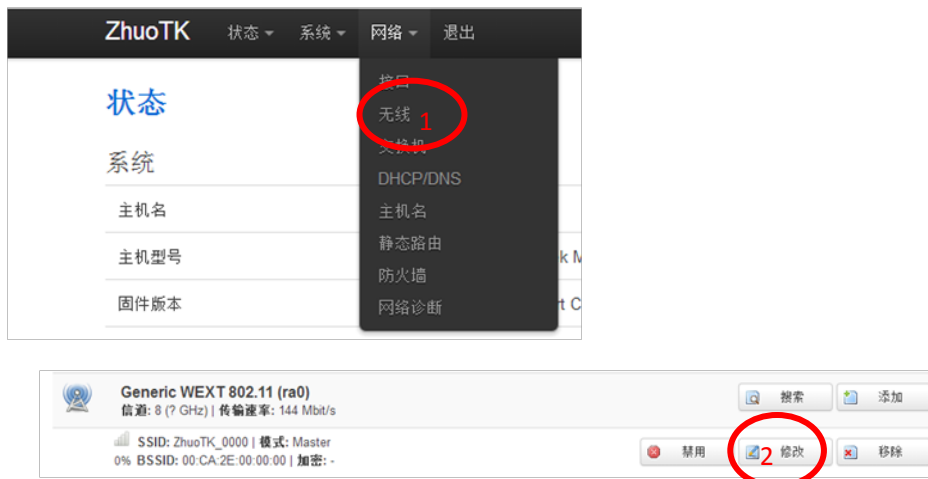 ZhuoTK 状态 系统 网络 退出
接口
状态
无线 1
交换机
系统
DHCP/DNS
主机名
主机名
静态路由
主机型号
k M
防火墙
固件版本
网络诊断
t C
Generic WEXT 802.11 (ra0)
信道: 8 (? GHz) | 传输速率: 144 Mbit/s
搜索 添加
SSID: ZhuoTK_0000 | 模式: Master
0% BSSID: 00:CA:2E:00:00:00 | 加密: -
禁用 2 修改 移除